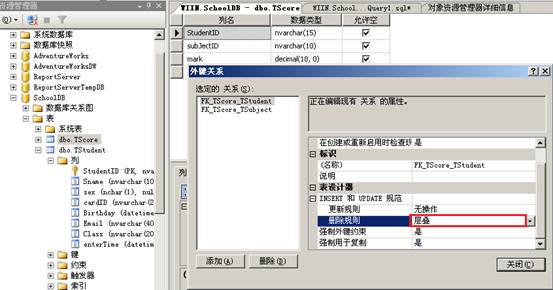 资源管理器
系统数据库
数据库快照
AdventureWorks
AdventureWorksDW
ReportServer
ReportServerTempDB
SchoolDB
数据库关系图
表
系统表
dbo.TScore
dbo.TStudent
列
StudentID (PK, nva
Sname (nvarchar(10
sex (nchar(1), nul
cardID (nvarchar(2
Birthday (datetime
Email (nvarchar(40
Class (nvarchar(20
enterTime (datetim
键
约束
触发器
索引
WIIN.SchoolDB - dbo.TScore
WIIN.School...Query1.sql*
对象资源管理器详细信息
列名 数据类型 允许空
StudentID nvarchar(15)
subJectID nvarchar(10)
mark decimal(18, 0)
外键关系
选定的 关系(S):
FK_TScore_TStudent
FK_TScore_TSubject
正在编辑现有 关系 的属性。
在创建或重新启用时检查现 是
标识
(名称) FK_TScore_TStudent
说明
表设计器
INSERT 和 UPDATE 规范
更新规则 无操作
删除规则 层叠
强制外键约束 是
强制用于复制 是
添加(A) 删除(D) 关闭(C)